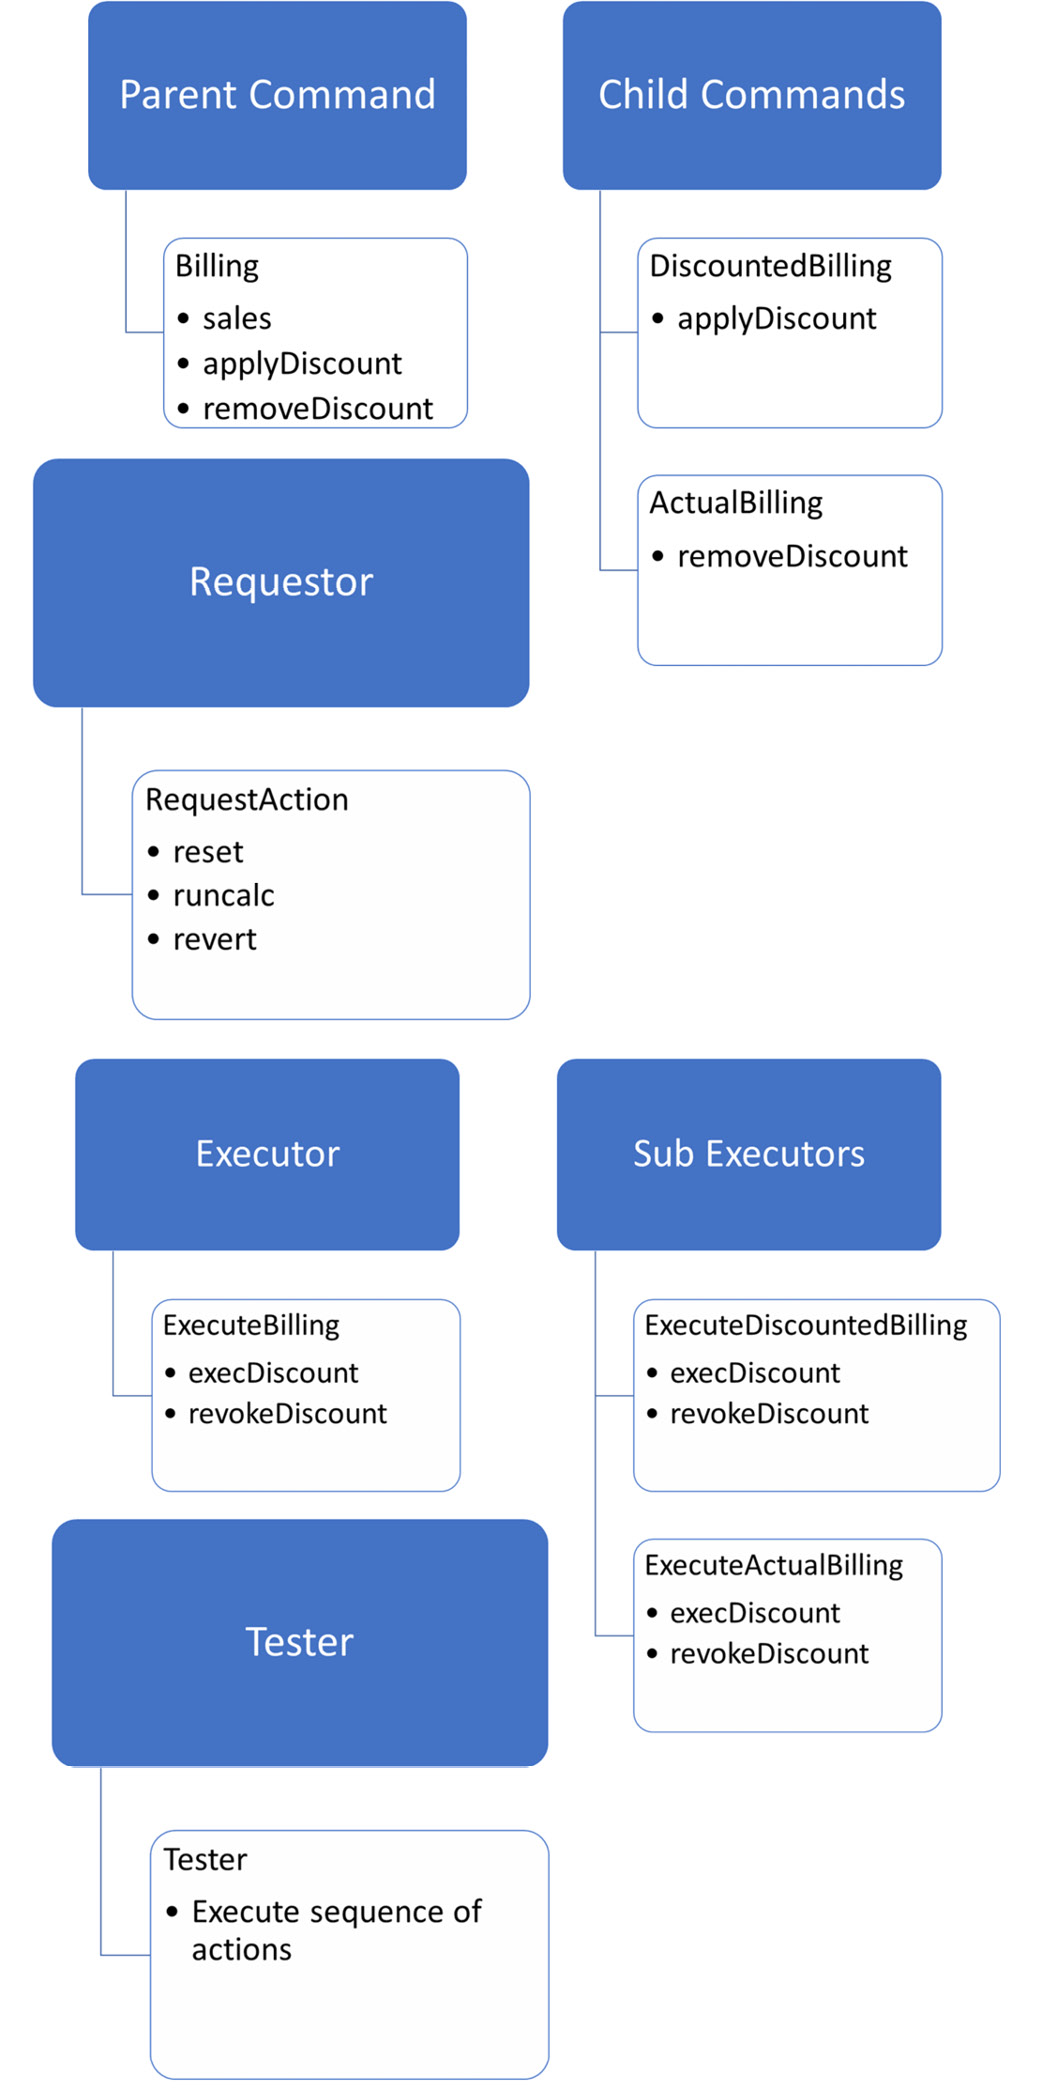 Parent Command
Billing
• sales
• applyDiscount
• removeDiscount
Child Commands
DiscountedBilling
• applyDiscount
ActualBilling
• removeDiscount
Requestor
RequestAction
• reset
• runcalc
• revert
Executor
ExecuteBilling
• execDiscount
• revokeDiscount
Sub Executors
ExecuteDiscountedBilling
• execDiscount
• revokeDiscount
ExecuteActualBilling
• execDiscount
• revokeDiscount
Tester
Tester
• Execute sequence of
actions